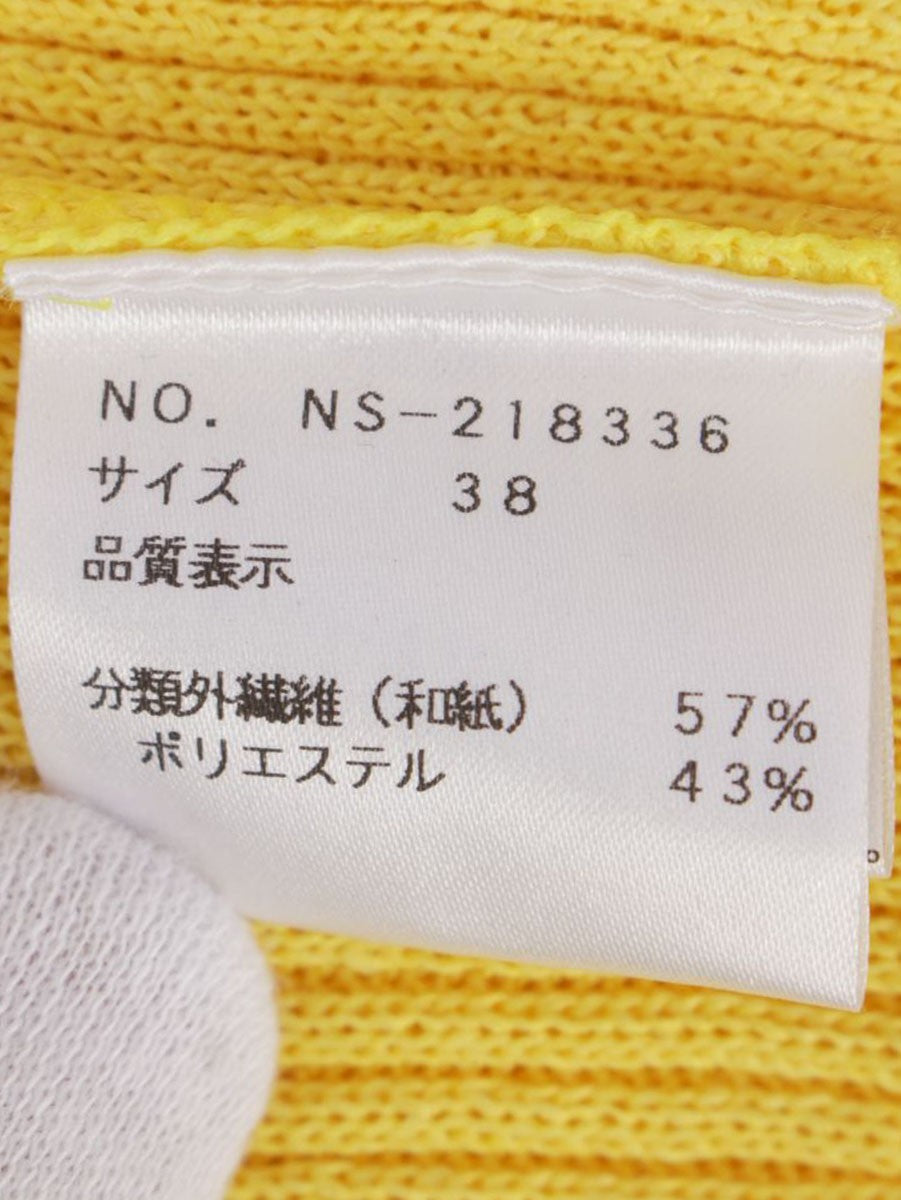 NO. NS-218336
サイズ 38
品質表示
分類外繊維(和紙) 57%
ポリエステル 43%
。